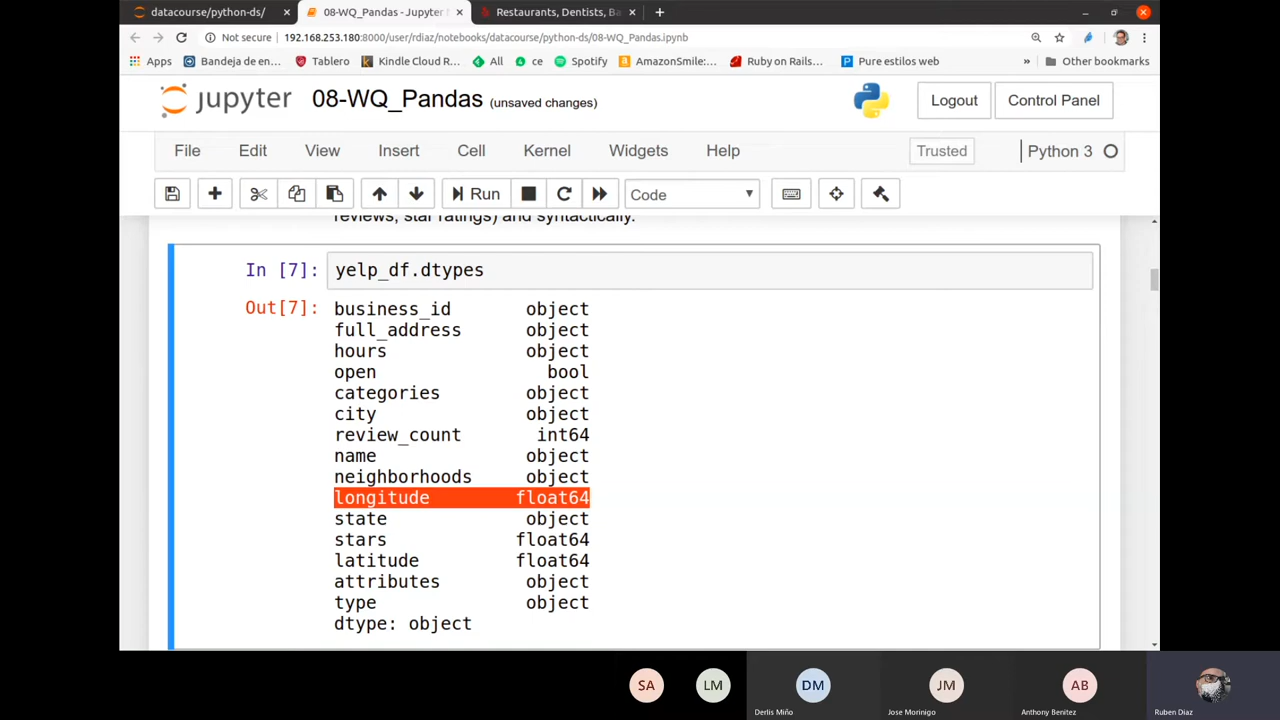 datacourse/python-ds/
08-WQ_Pandas - Jupyter
Restaurants, Dentists, Ba
Not secure
192.168.253.180:8000/user/rdiaz/notebooks/datacourse/python-ds/08-WQ_Pandas.ipynb
Apps
Bandeja de en...
Tablero
Kindle Cloud R...
All
ce
Spotify
AmazonSmile:...
Ruby on Rails...
Pure estilos web
»
Other bookmarks
jupyter
08-WQ_Pandas (unsaved changes)
Logout
Control Panel
File Edit View Insert Cell Kernel Widgets Help
Trusted
Python 3
Run
Code
reviews, star ratings) and syntactically.
In [7]: yelp_df.dtypes
Out[7]: business_id object
full_address object
hours object
open bool
categories object
city object
review_count int64
name object
neighborhoods object
longitude float64
state object
stars float64
latitude float64
attributes object
type object
dtype: object
SA
LM
DM
JM
AB
Derlis Miño
Jose Morinigo
Anthony Benitez
Ruben Diaz